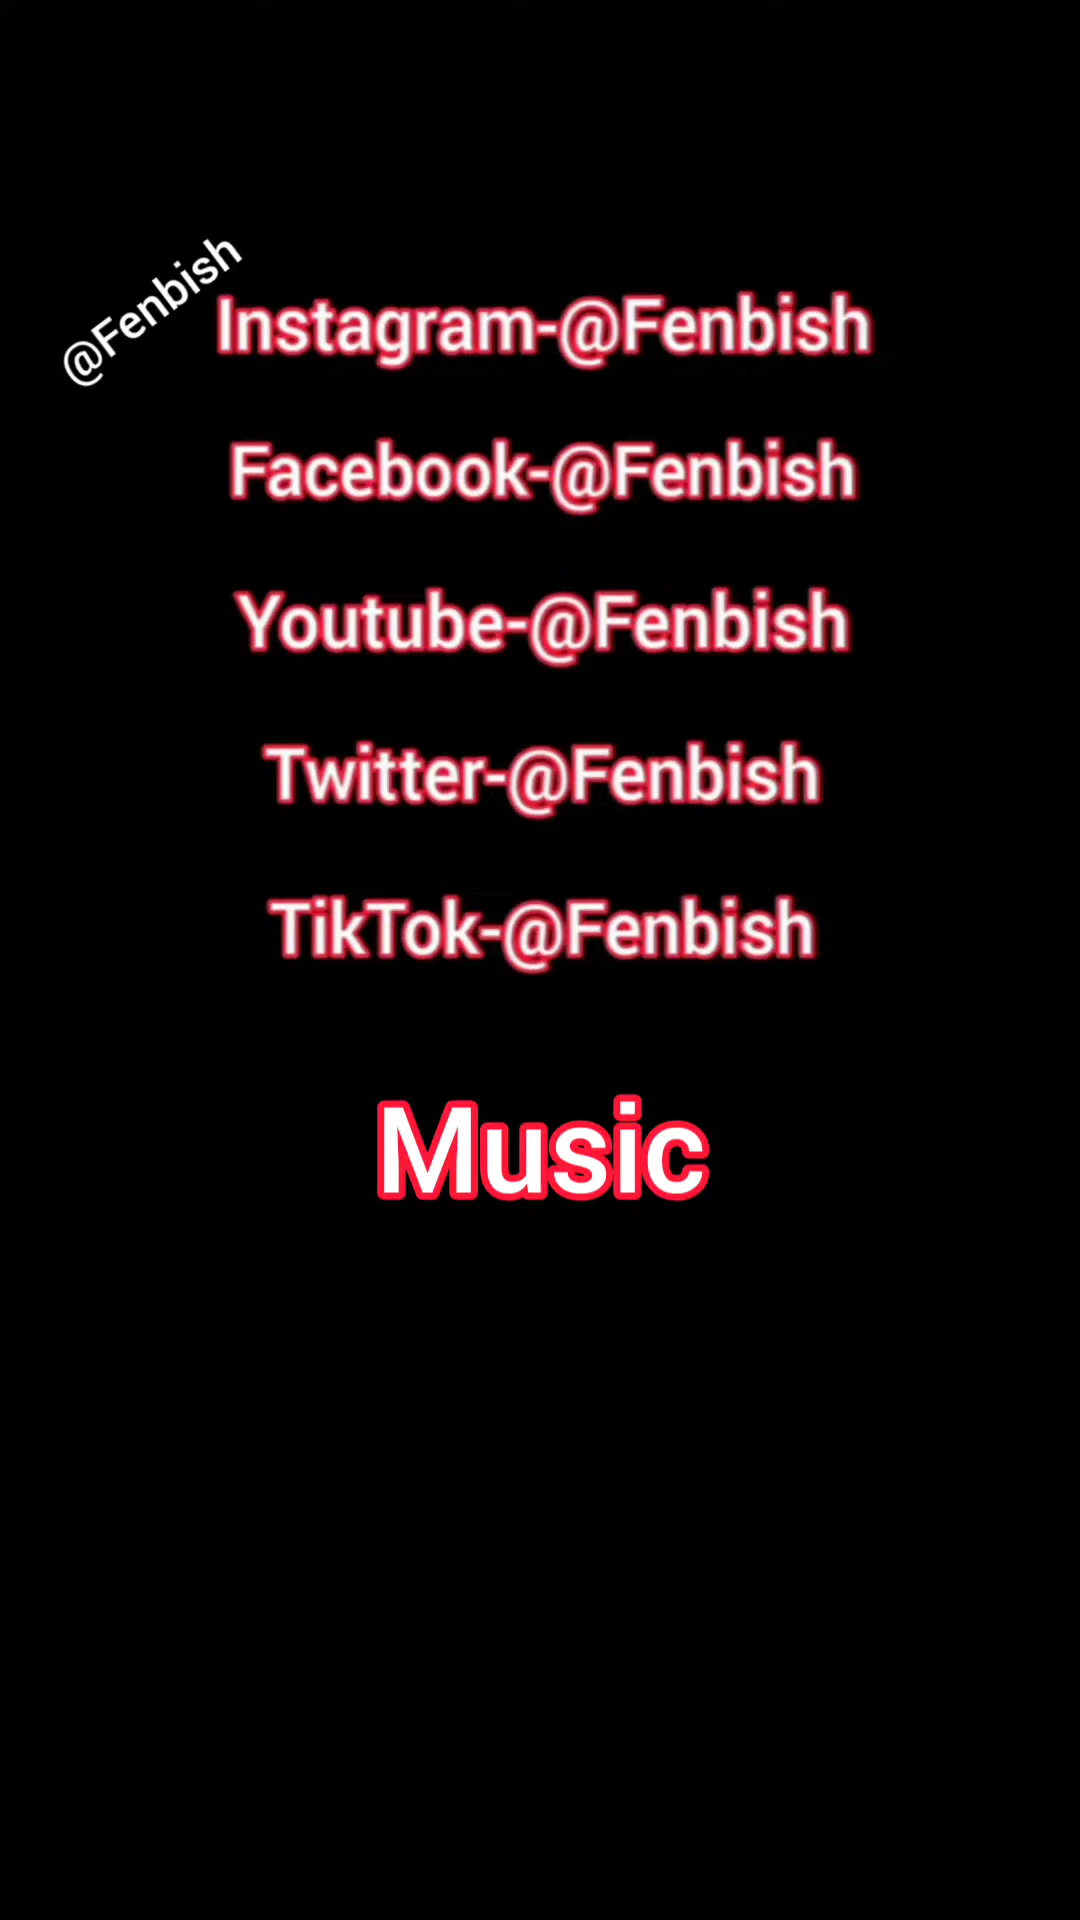 @Fenbish
Instagram-@Fenbish
Facebook-@Fenbish
Youtube-@Fenbish
Twitter-@Fenbish
TikTok-@Fenbish
Music